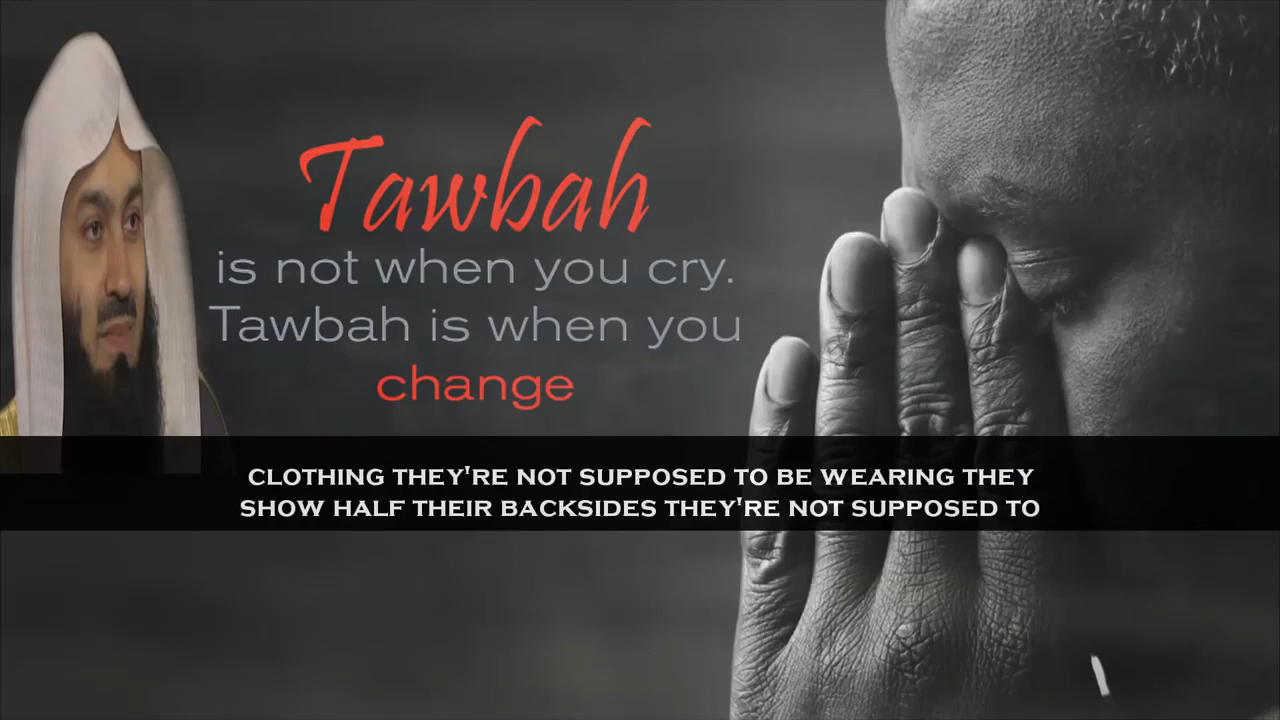 Tawbah
is not when you cry.
Tawbah is when you
change
CLOTHING THEY'RE NOT SUPPOSED TO BE WEARING THEY
SHOW HALF THEIR BACKSIDES THEY'RE NOT SUPPOSED TO